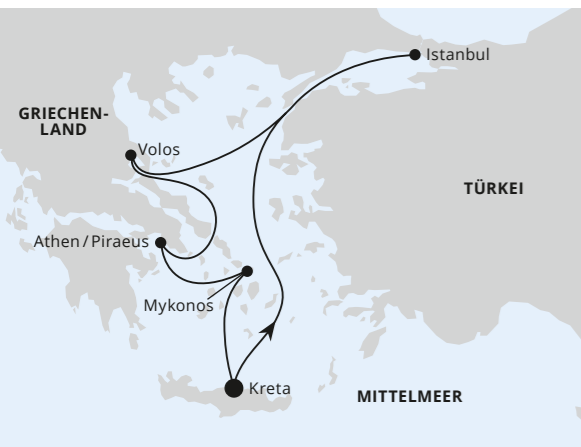 Istanbul
GRIECHEN-
LAND
Volos
TÜRKEI
Athen / Piraeus
Mykonos
Kreta
MITTELMEER